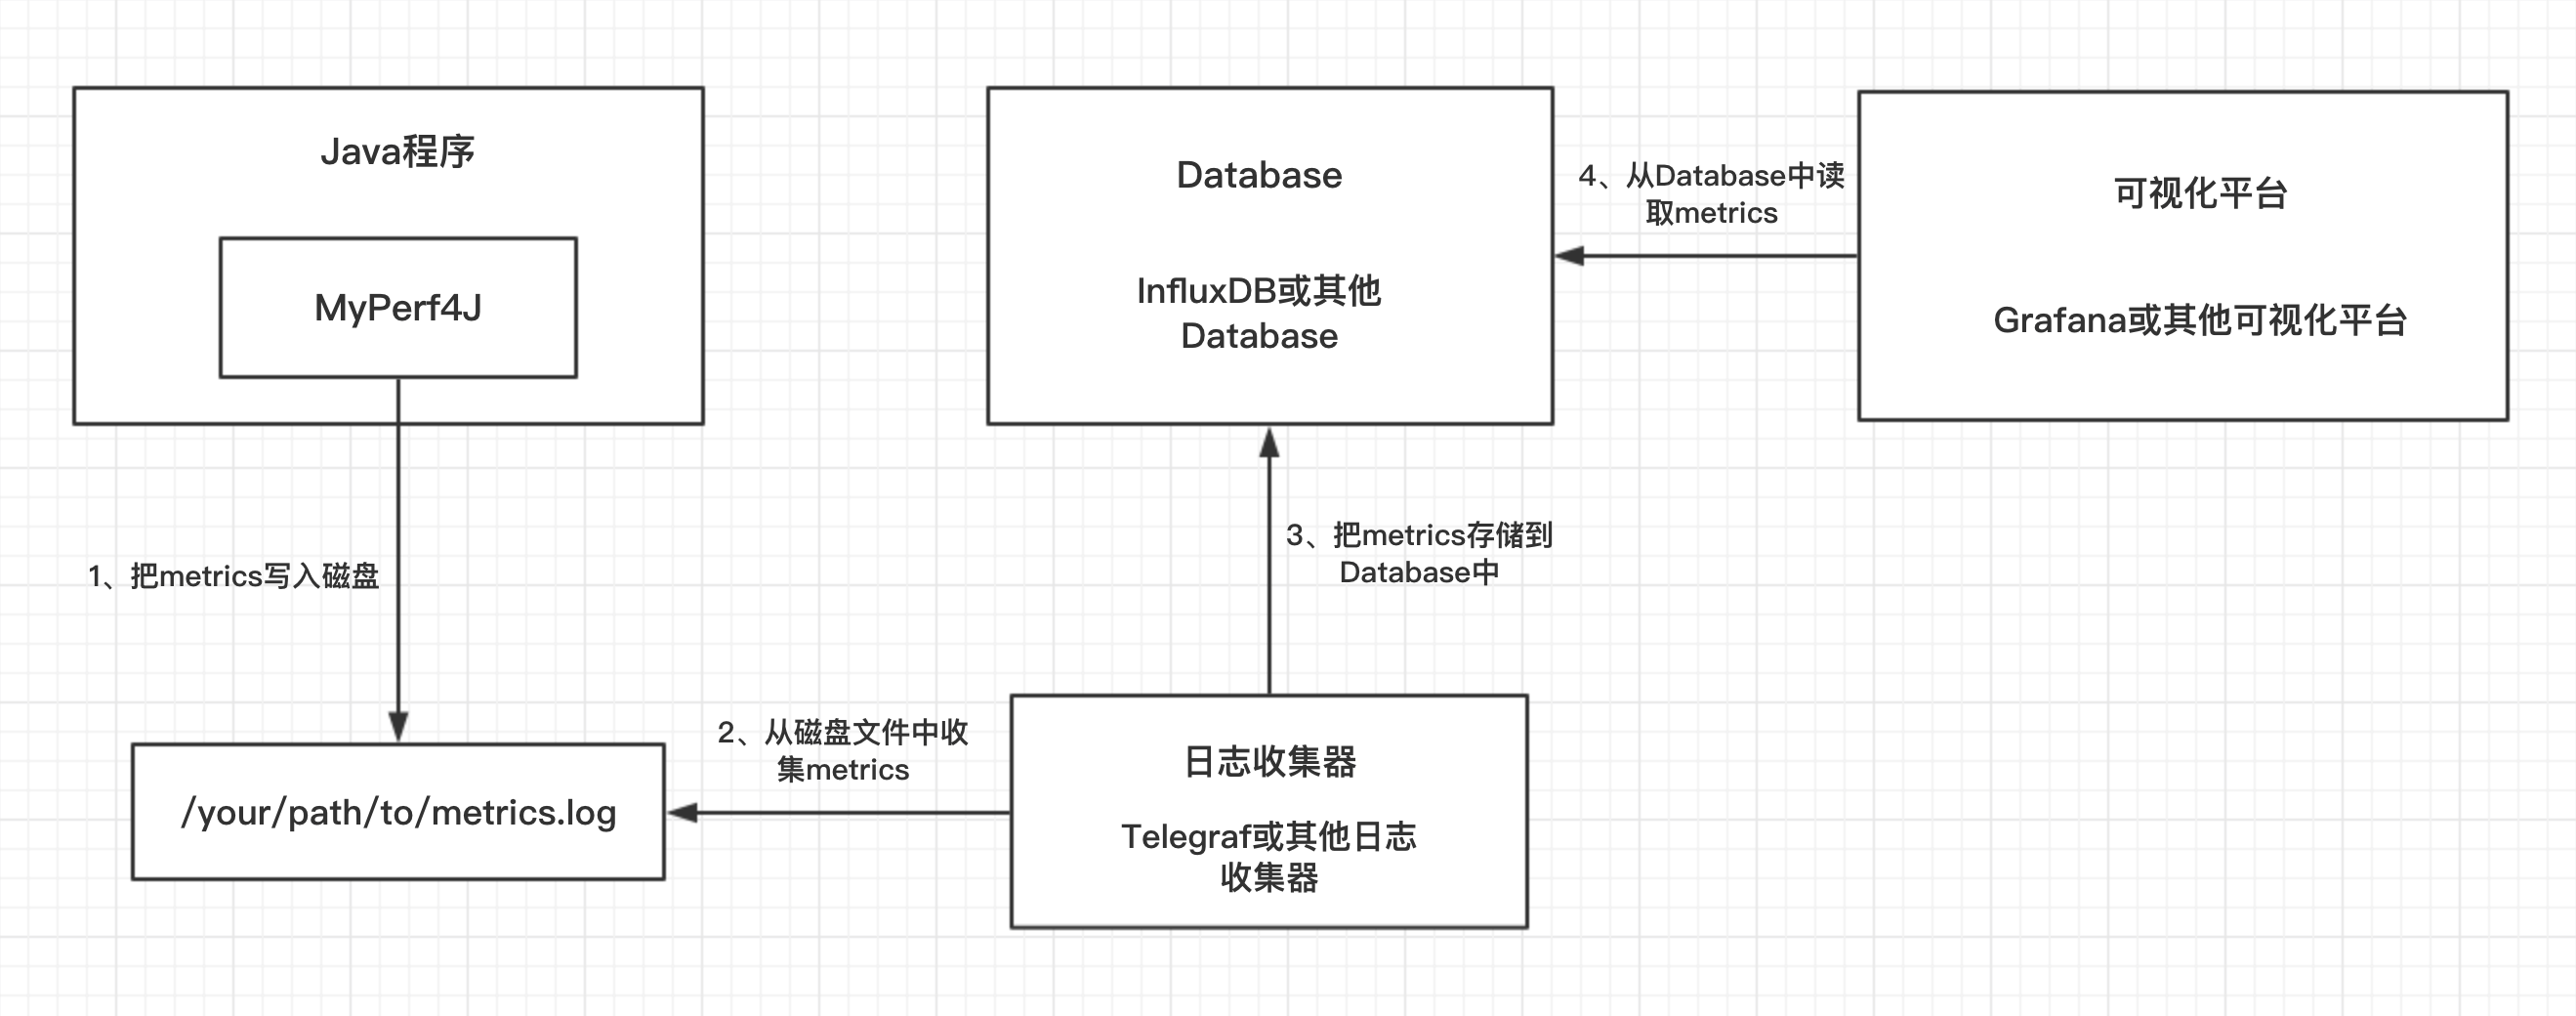 Java程序
MyPerf4J
1、把metrics写入磁盘
/your/path/to/metrics.log
2、从磁盘文件中收
集metrics
日志收集器
Telegraf或其他日志
收集器
3、把metrics存储到
Database中
Database
InfluxDB或其他
Database
4、从Database中读
取metrics
可视化平台
Grafana或其他可视化平台